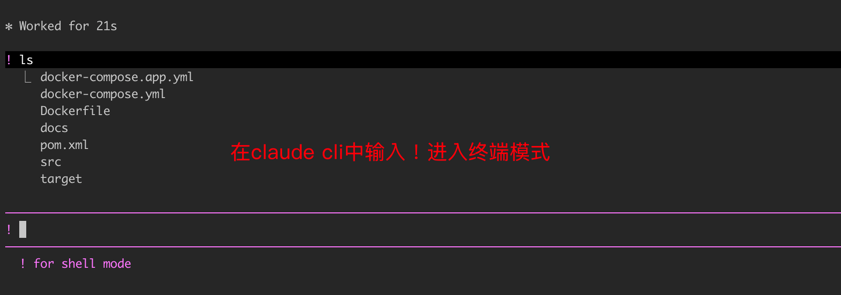 * Worked for 21s
! ls
docker-compose.app.yml
docker-compose.yml
Dockerfile
docs
pom.xml
在claude cli中输入！进入终端模式
src
target
!
! for shell mode